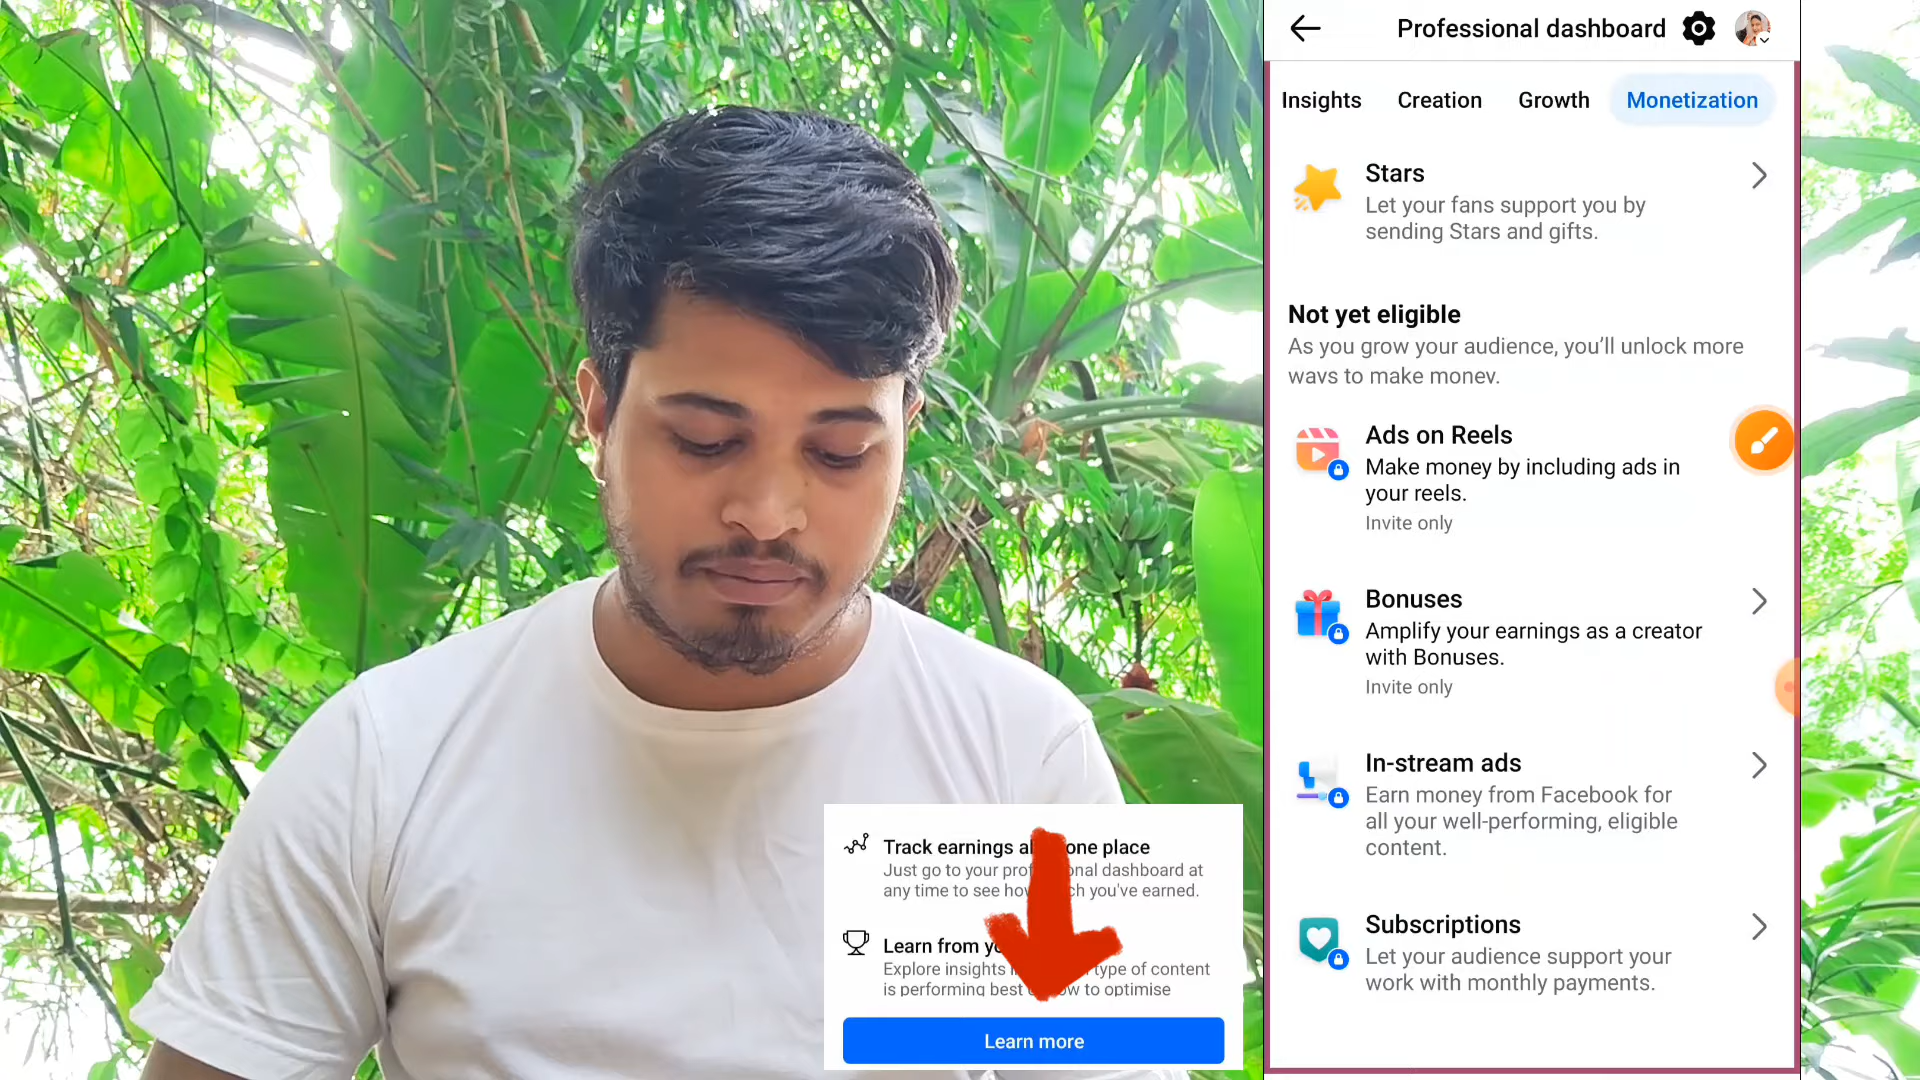 Professional dashboard
Insights
Creation
Growth
Monetization
Stars
Let your fans support you by
sending Stars and gifts.
Not yet eligible
As you grow your audience, you’ll unlock more
ways to make money.
Ads on Reels
Make money by including ads in
your reels.
Invite only
Bonuses
Amplify your earnings as a creator
with Bonuses.
Invite only
In-stream ads
Earn money from Facebook for
all your well-performing, eligible
content.
Subscriptions
Let your audience support your
work with monthly payments.
Track earnings one place
Just go to your dashboard at
any time to see you've earned.
Learn from
Explore insights type of content
is performing best to optimise
Learn more